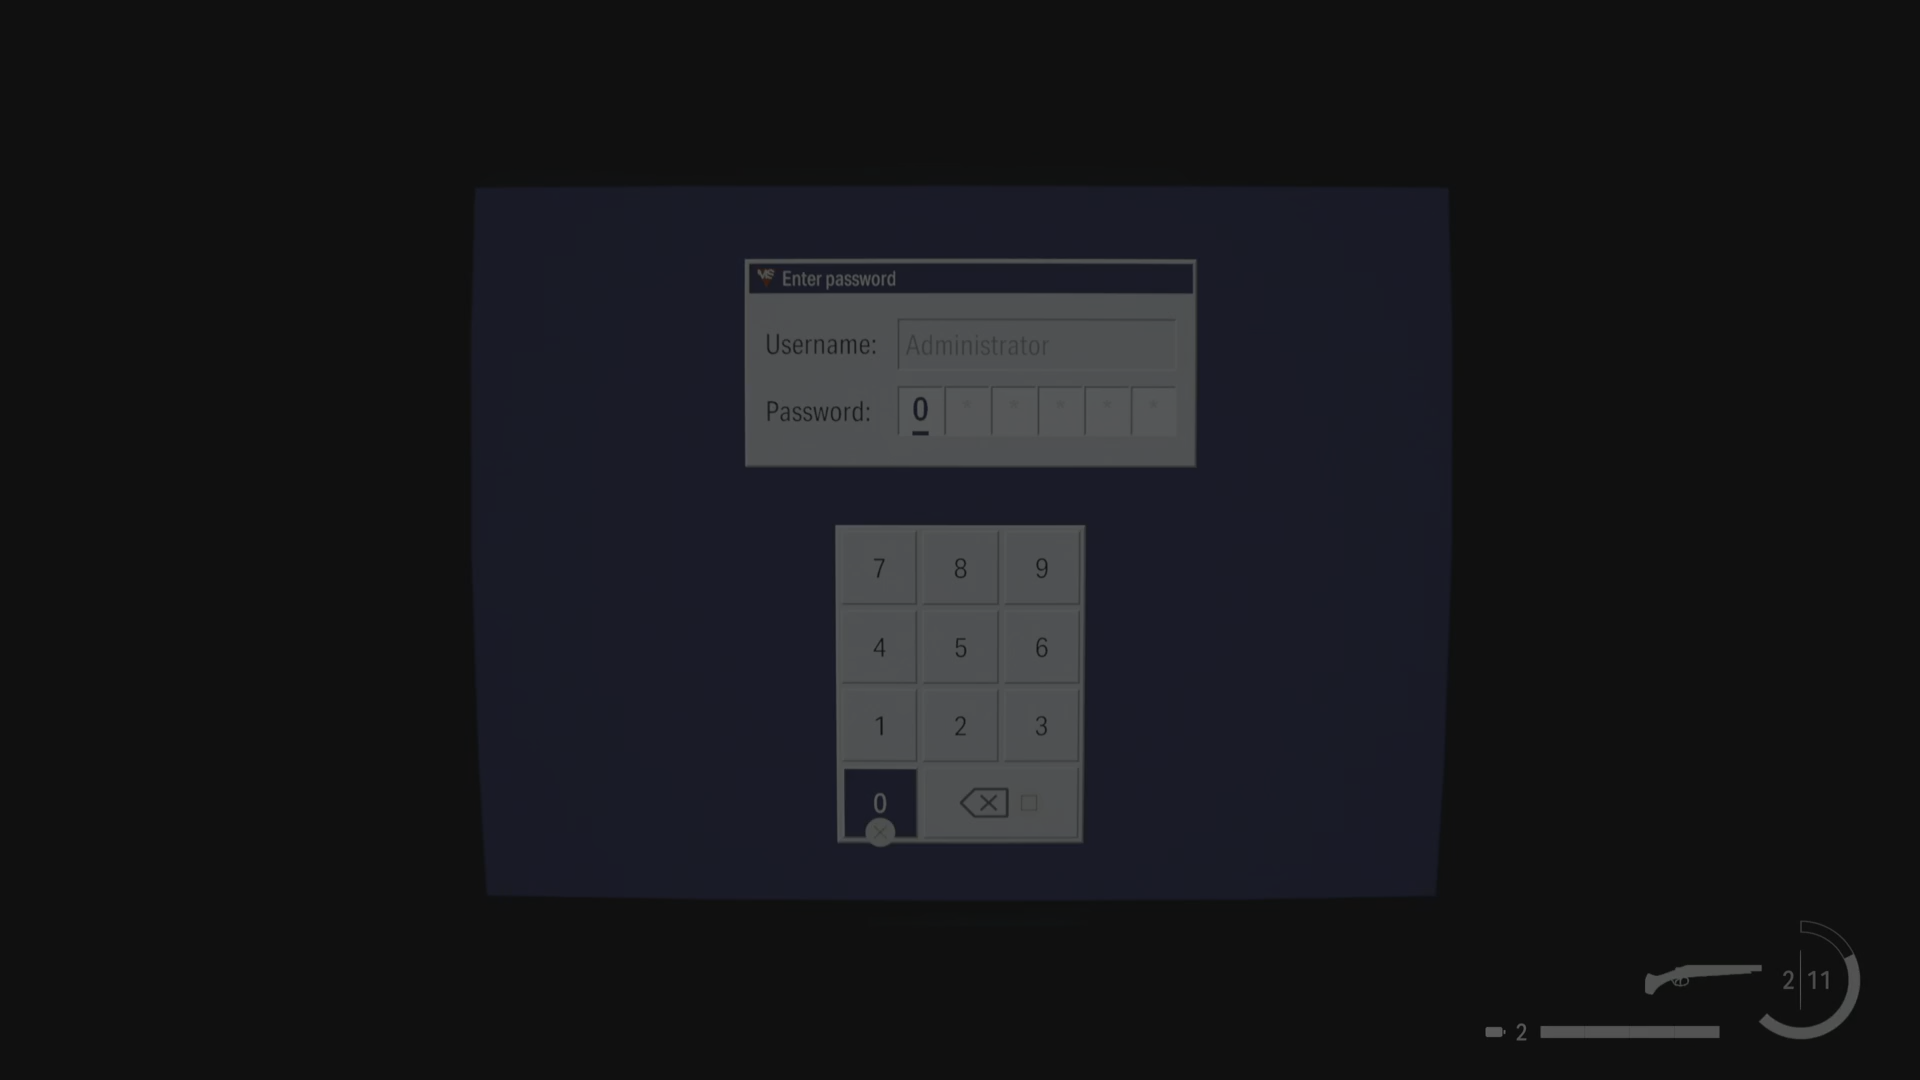 VS Enter password
Username: Administrator
Password: 0 * * * * *
7 8 9
4 5 6
1 2 3
0
2 | 11
2